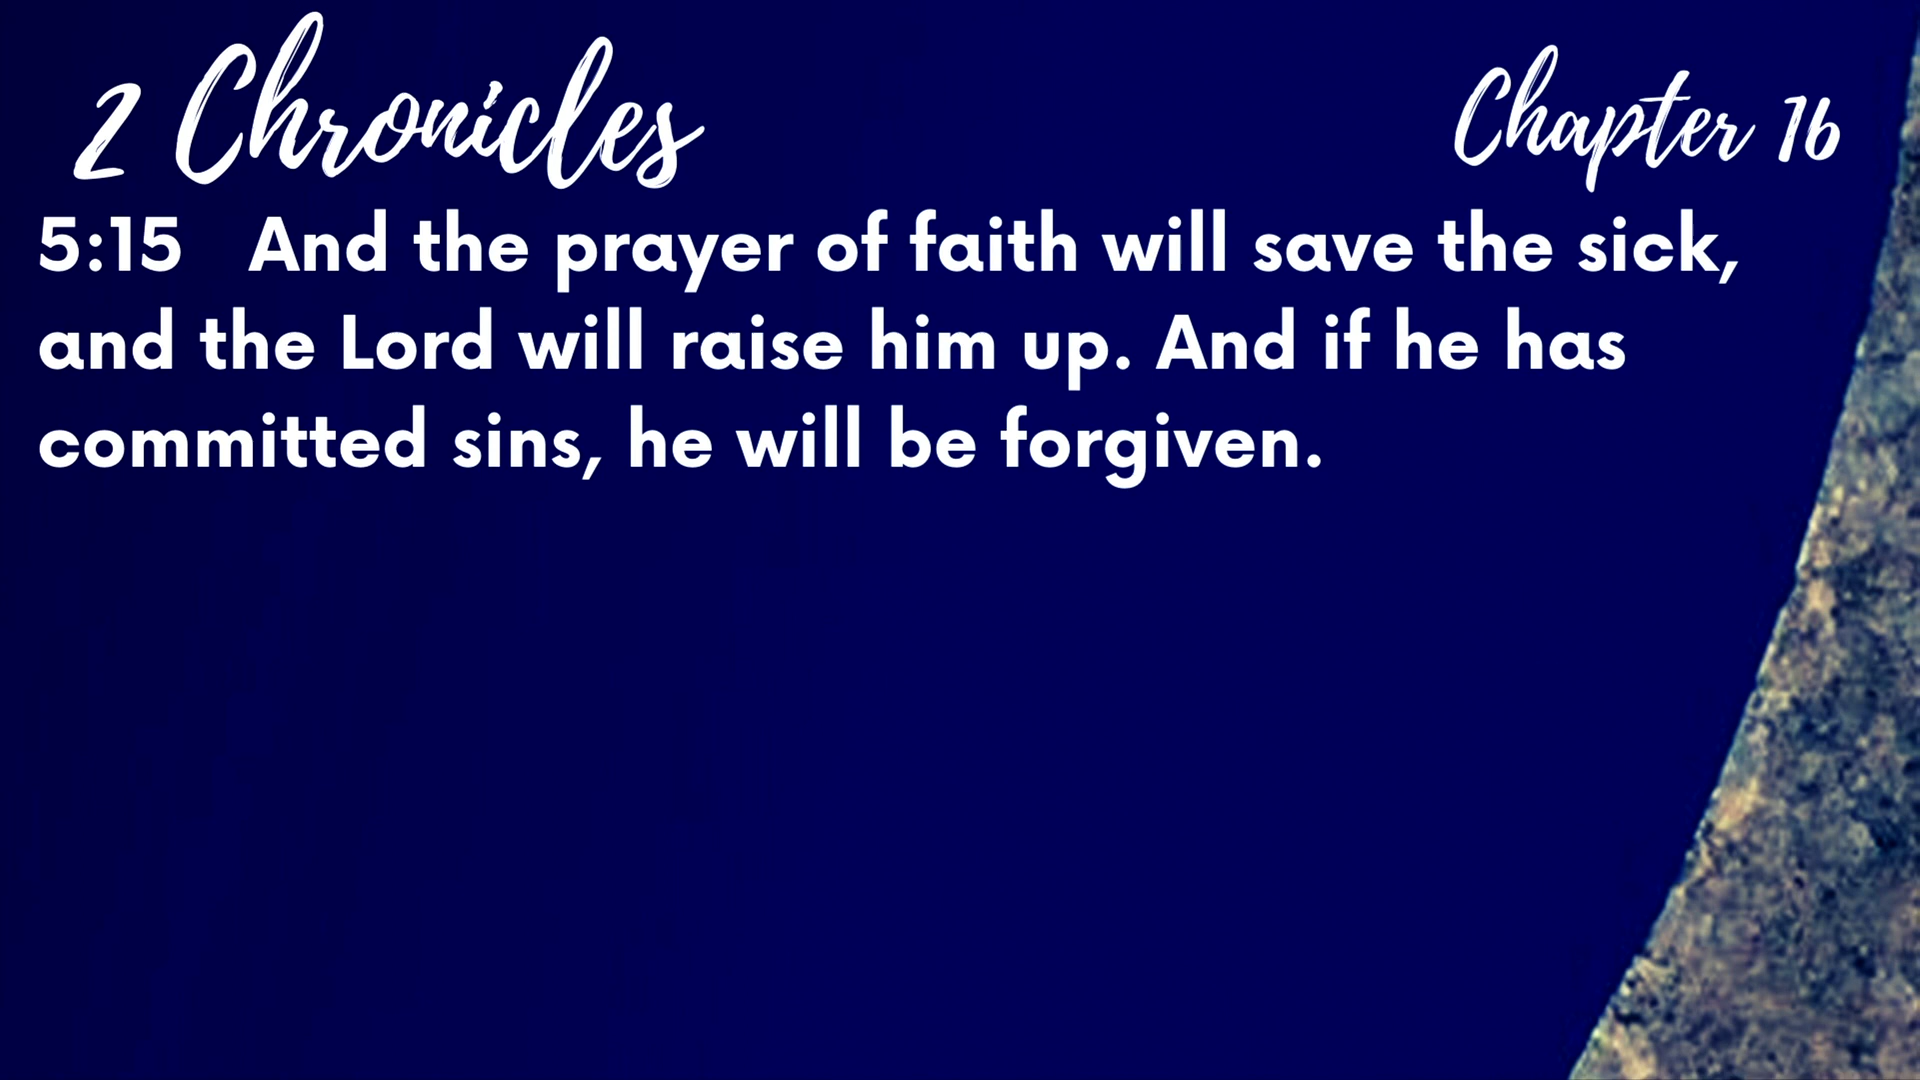 2 Chronicles
Chapter 16
5:15 And the prayer of faith will save the sick,
and the Lord will raise him up. And if he has
committed sins, he will be forgiven.